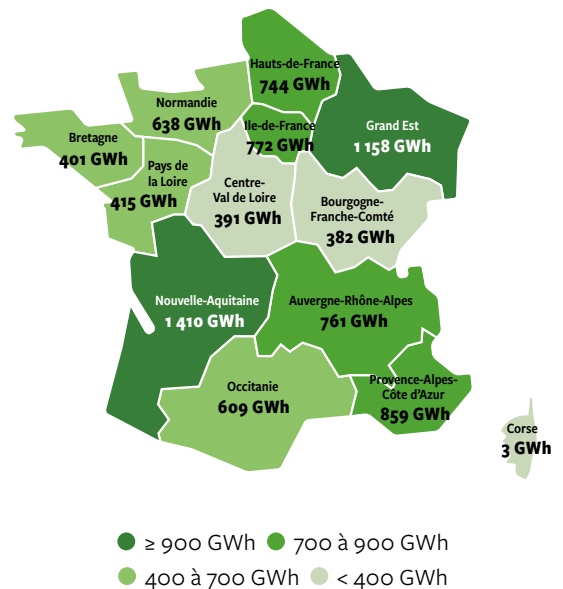 Hauts-de-France
744 GWh
Normandie
638 GWh
Ile-de-France
772 GWh
Grand Est
1 158 GWh
Bretagne
401 GWh
Pays de
la Loire
415 GWh
Centre-
Val de Loire
391 GWh
Bourgogne-
Franche-Comté
382 GWh
Nouvelle-Aquitaine
1 410 GWh
Auvergne-Rhône-Alpes
761 GWh
Occitanie
609 GWh
Provence-Alpes-
Côte d'Azur
859 GWh
Corse
3 GWh
≥ 900 GWh
700 à 900 GWh
400 à 700 GWh
< 400 GWh